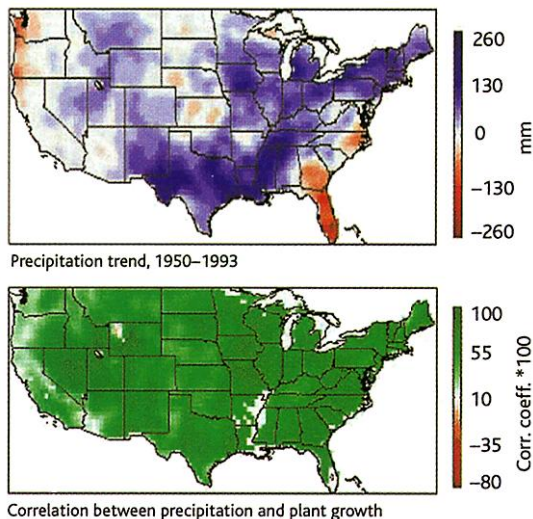 260
130
0
-130
-260
mm
Precipitation trend, 1950–1993
100
55
10
-35
-80
Corr. coeff. *100
Correlation between precipitation and plant growth